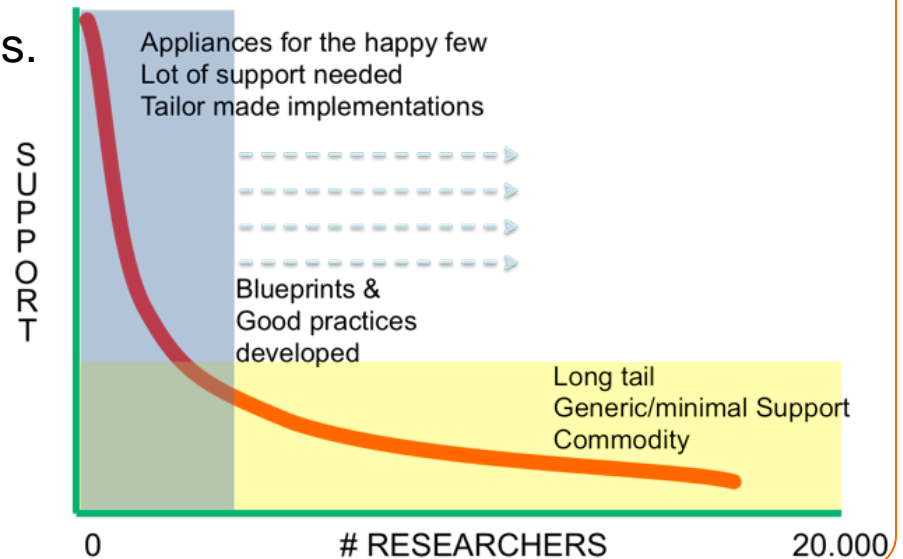 s.
Appliances for the happy few
Lot of support needed
Tailor made implementations
SUPPORT
Blueprints &
Good practices
developed
Long tail
Generic/minimal Support
Commodity
0 # RESEARCHERS 20.000